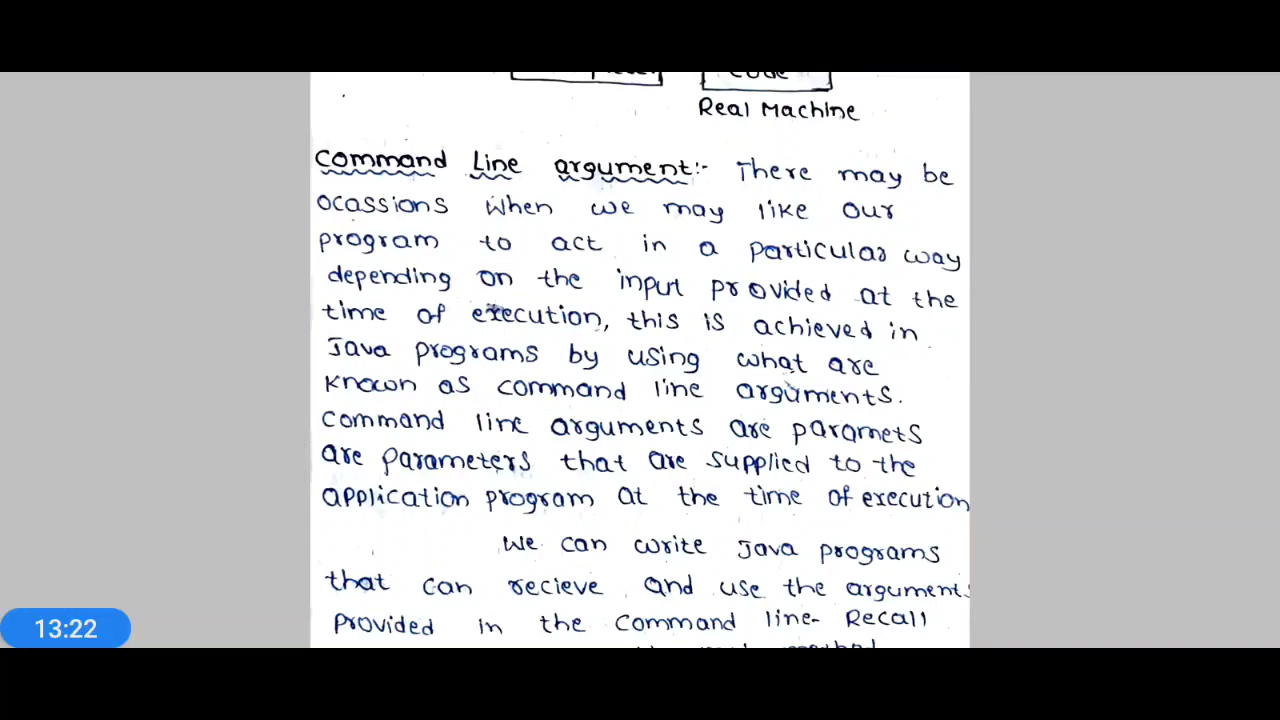 Code
Real Machine
Command Line argument:- There may be
ocassions when we may like our
program to act in a particular way
depending on the input provided at the
time of execution, this is achieved in
Java programs by using what are
known as command line arguments.
Command line arguments are paramets
are parameters that are supplied to the
application program at the time of execution
We can write Java programs
that can recieve and use the arguments
provided in the command line- Recall
13:22